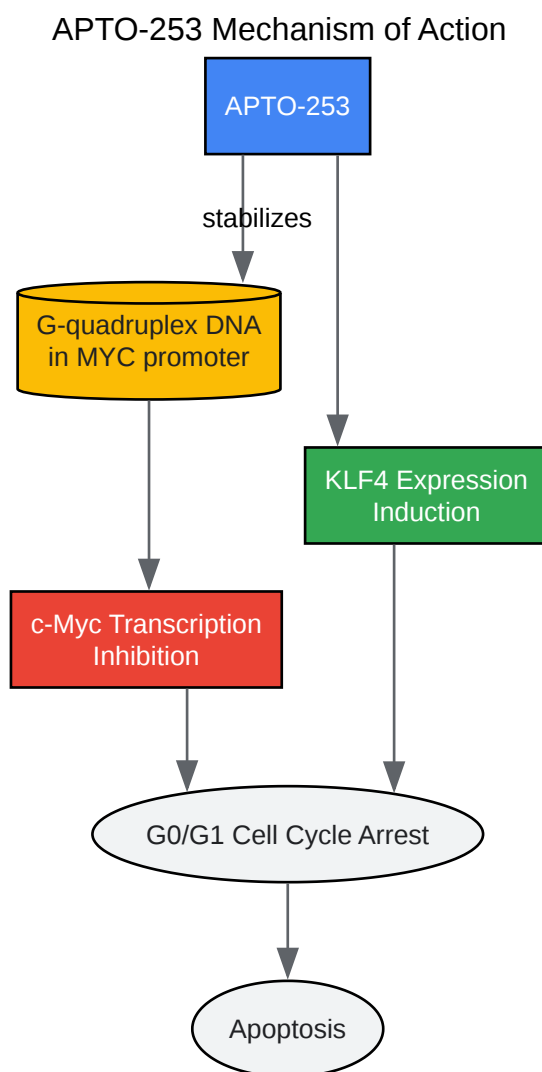 APTO-253 Mechanism of Action
APTO-253
stabilizes
G-quadruplex DNA
in MYC promoter
KLF4 Expression
Induction
c-Myc Transcription
Inhibition
G0/G1 Cell Cycle Arrest
Apoptosis